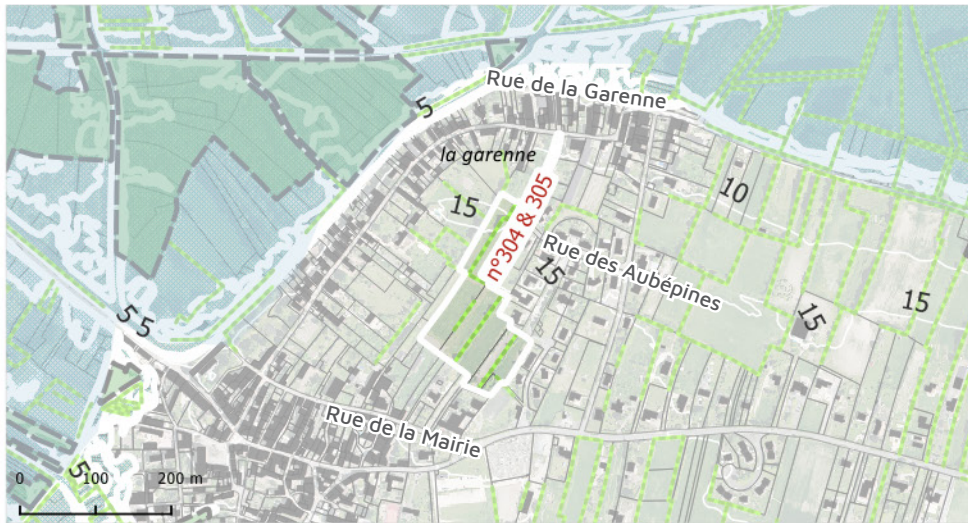 5
Rue de la Garenne
la garenne
10
15
n°304 & 305
Rue des Aubépines
15
15
15
5 5
Rue de la Mairie
5
0 100 200 m